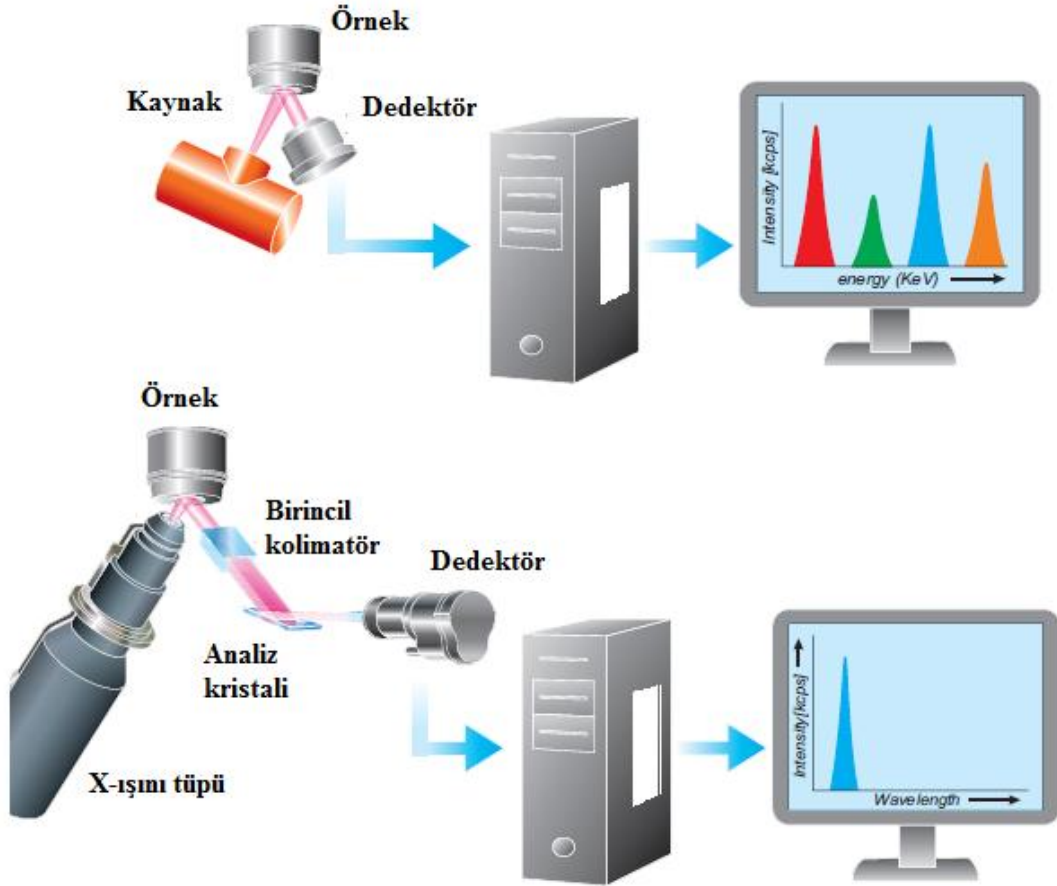 Örnek
Kaynak
Dedektör
Intensity [kcps]
energy (KeV)
Örnek
Birincil
kolimatör
Dedektör
Analiz
kristali
X-ışını tüpü
Intensity[kcps]
Wavelength